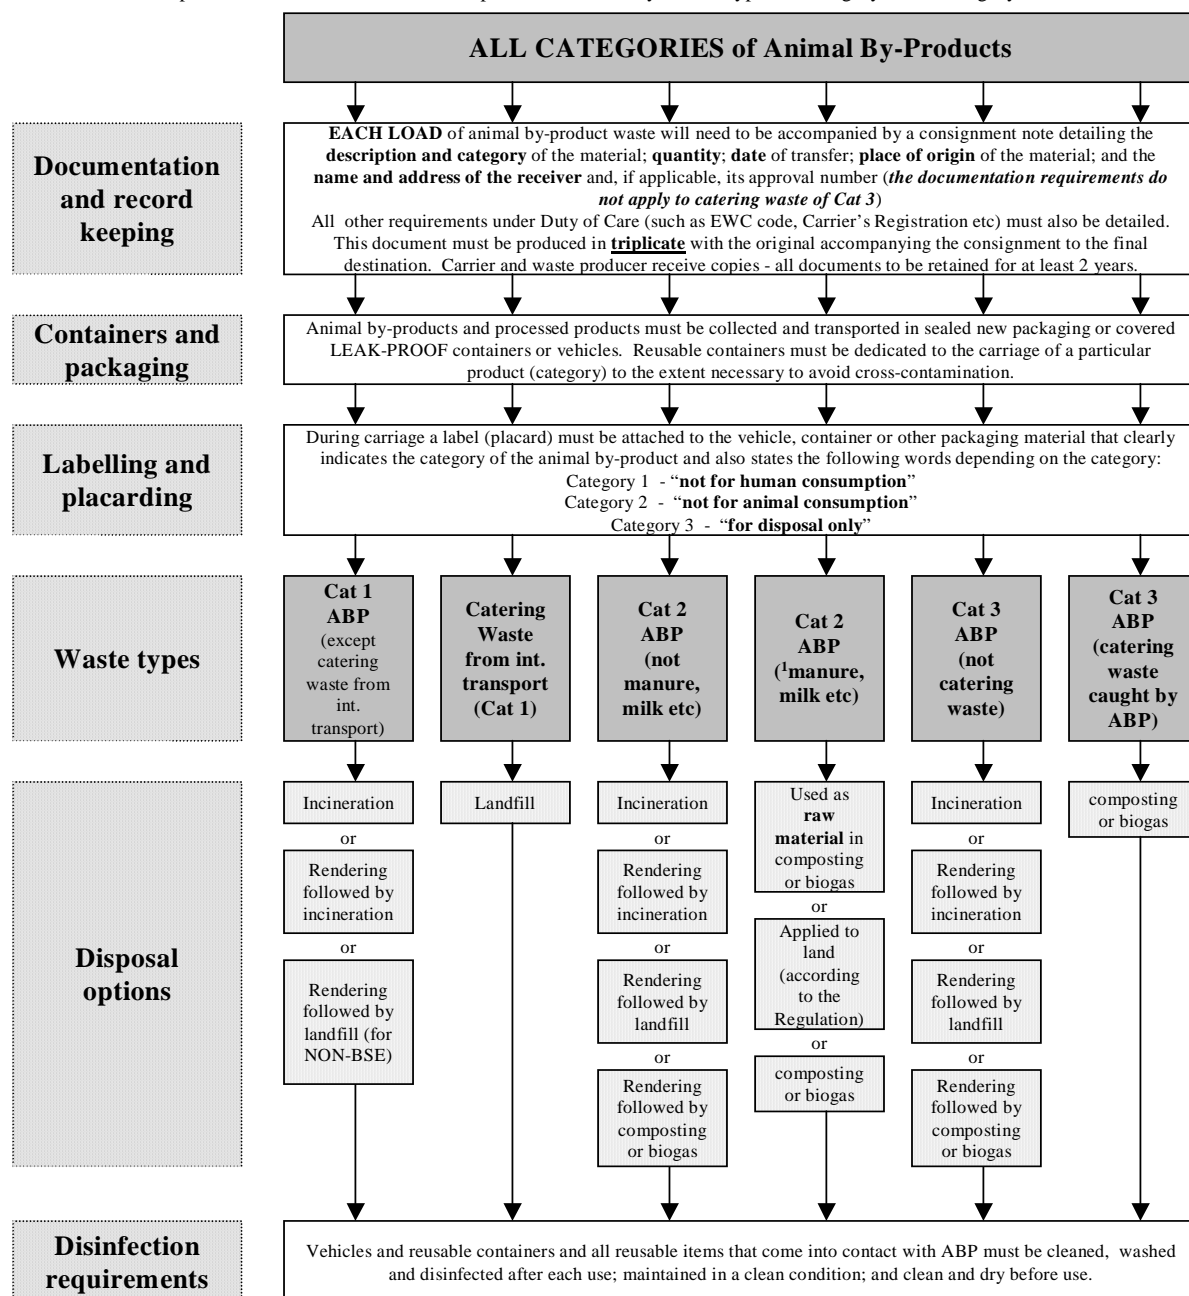 ALL CATEGORIES of Animal By-Products
Documentation
and record
keeping
EACH LOAD of animal by-product waste will need to be accompanied by a consignment note detailing the
description and category of the material; quantity; date of transfer; place of origin of the material; and the
name and address of the receiver and, if applicable, its approval number (the documentation requirements do
not apply to catering waste of Cat 3)
All other requirements under Duty of Care (such as EWC code, Carrier's Registration etc) must also be detailed.
This document must be produced in triplicate with the original accompanying the consignment to the final
destination. Carrier and waste producer receive copies - all documents to be retained for at least 2 years.
Containers and
packaging
Animal by-products and processed products must be collected and transported in sealed new packaging or covered
LEAK-PROOF containers or vehicles. Reusable containers must be dedicated to the carriage of a particular
product (category) to the extent necessary to avoid cross-contamination.
Labelling and
placarding
During carriage a label (placard) must be attached to the vehicle, container or other packaging material that clearly
indicates the category of the animal by-product and also states the following words depending on the category:
Category 1 - "not for human consumption"
Category 2 - "not for animal consumption"
Category 3 - "for disposal only"
Waste types
Cat 1
ABP
(except
catering
waste from
int.
transport)
Catering
Waste
from int.
transport
(Cat 1)
Cat 2
ABP
(not
manure,
milk etc)
Cat 2
ABP
(¹manure,
milk etc)
Cat 3
ABP
(not
catering
waste)
Cat 3
ABP
(catering
waste
caught by
ABP)
Disposal
options
Incineration
or
Rendering
followed by
incineration
or
Rendering
followed by
landfill (for
NON-BSE)
Landfill
Incineration
or
Rendering
followed by
incineration
or
Rendering
followed by
landfill
or
Rendering
followed by
composting
or biogas
Used as
raw
material in
composting
or biogas
or
Applied to
land
(according
to the
Regulation)
or
composting
or biogas
Incineration
or
Rendering
followed by
incineration
or
Rendering
followed by
landfill
or
Rendering
followed by
composting
or biogas
composting
or biogas
Disinfection
requirements
Vehicles and reusable containers and all reusable items that come into contact with ABP must be cleaned, washed
and disinfected after each use; maintained in a clean condition; and clean and dry before use.